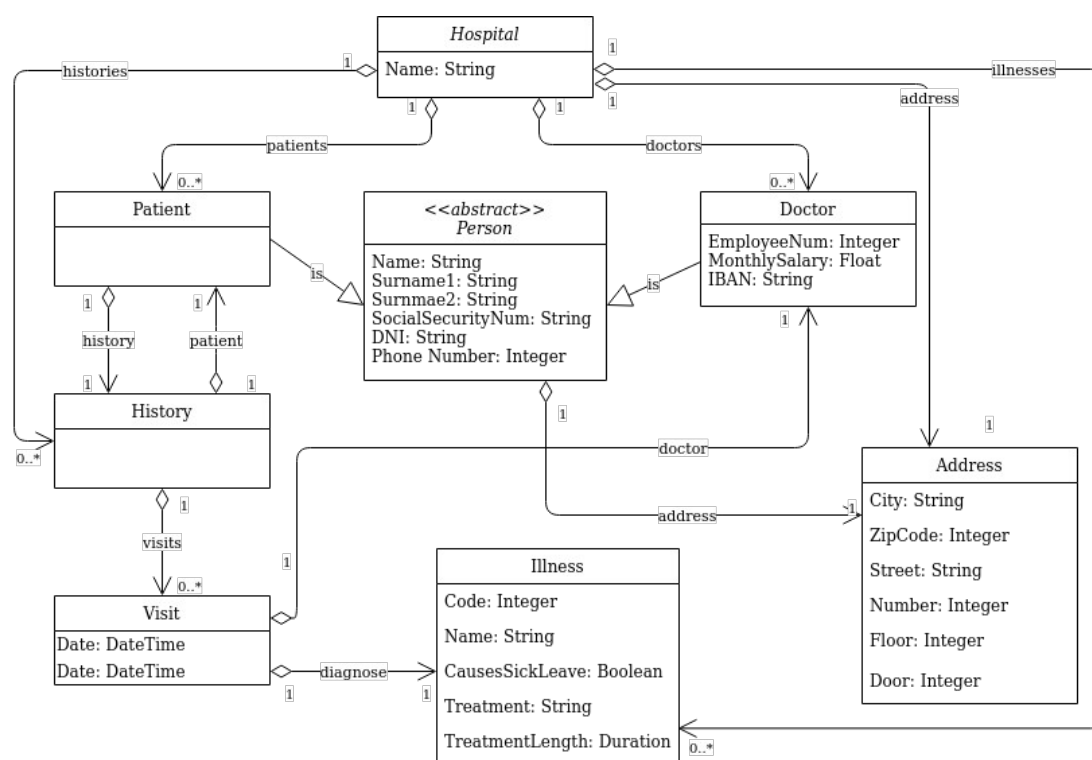 Hospital
Name: String
1
histories
1
illnesses
1
address
1
1
patients
doctors
0..*
0..*
Patient
<<abstract>>
Person
Name: String
Surname1: String
Surnmae2: String
SocialSecurityNum: String
DNI: String
Phone Number: Integer
Doctor
EmployeeNum: Integer
MonthlySalary: Float
IBAN: String
is
is
1
1
1
history
patient
1
1
History
0..*
1
1
1
doctor
Address
City: String
ZipCode: Integer
Street: String
Number: Integer
Floor: Integer
Door: Integer
1
address
visits
1
0..*
Visit
Date: DateTime
Date: DateTime
diagnose
1
1
Illness
Code: Integer
Name: String
CausesSickLeave: Boolean
Treatment: String
TreatmentLength: Duration
0..*